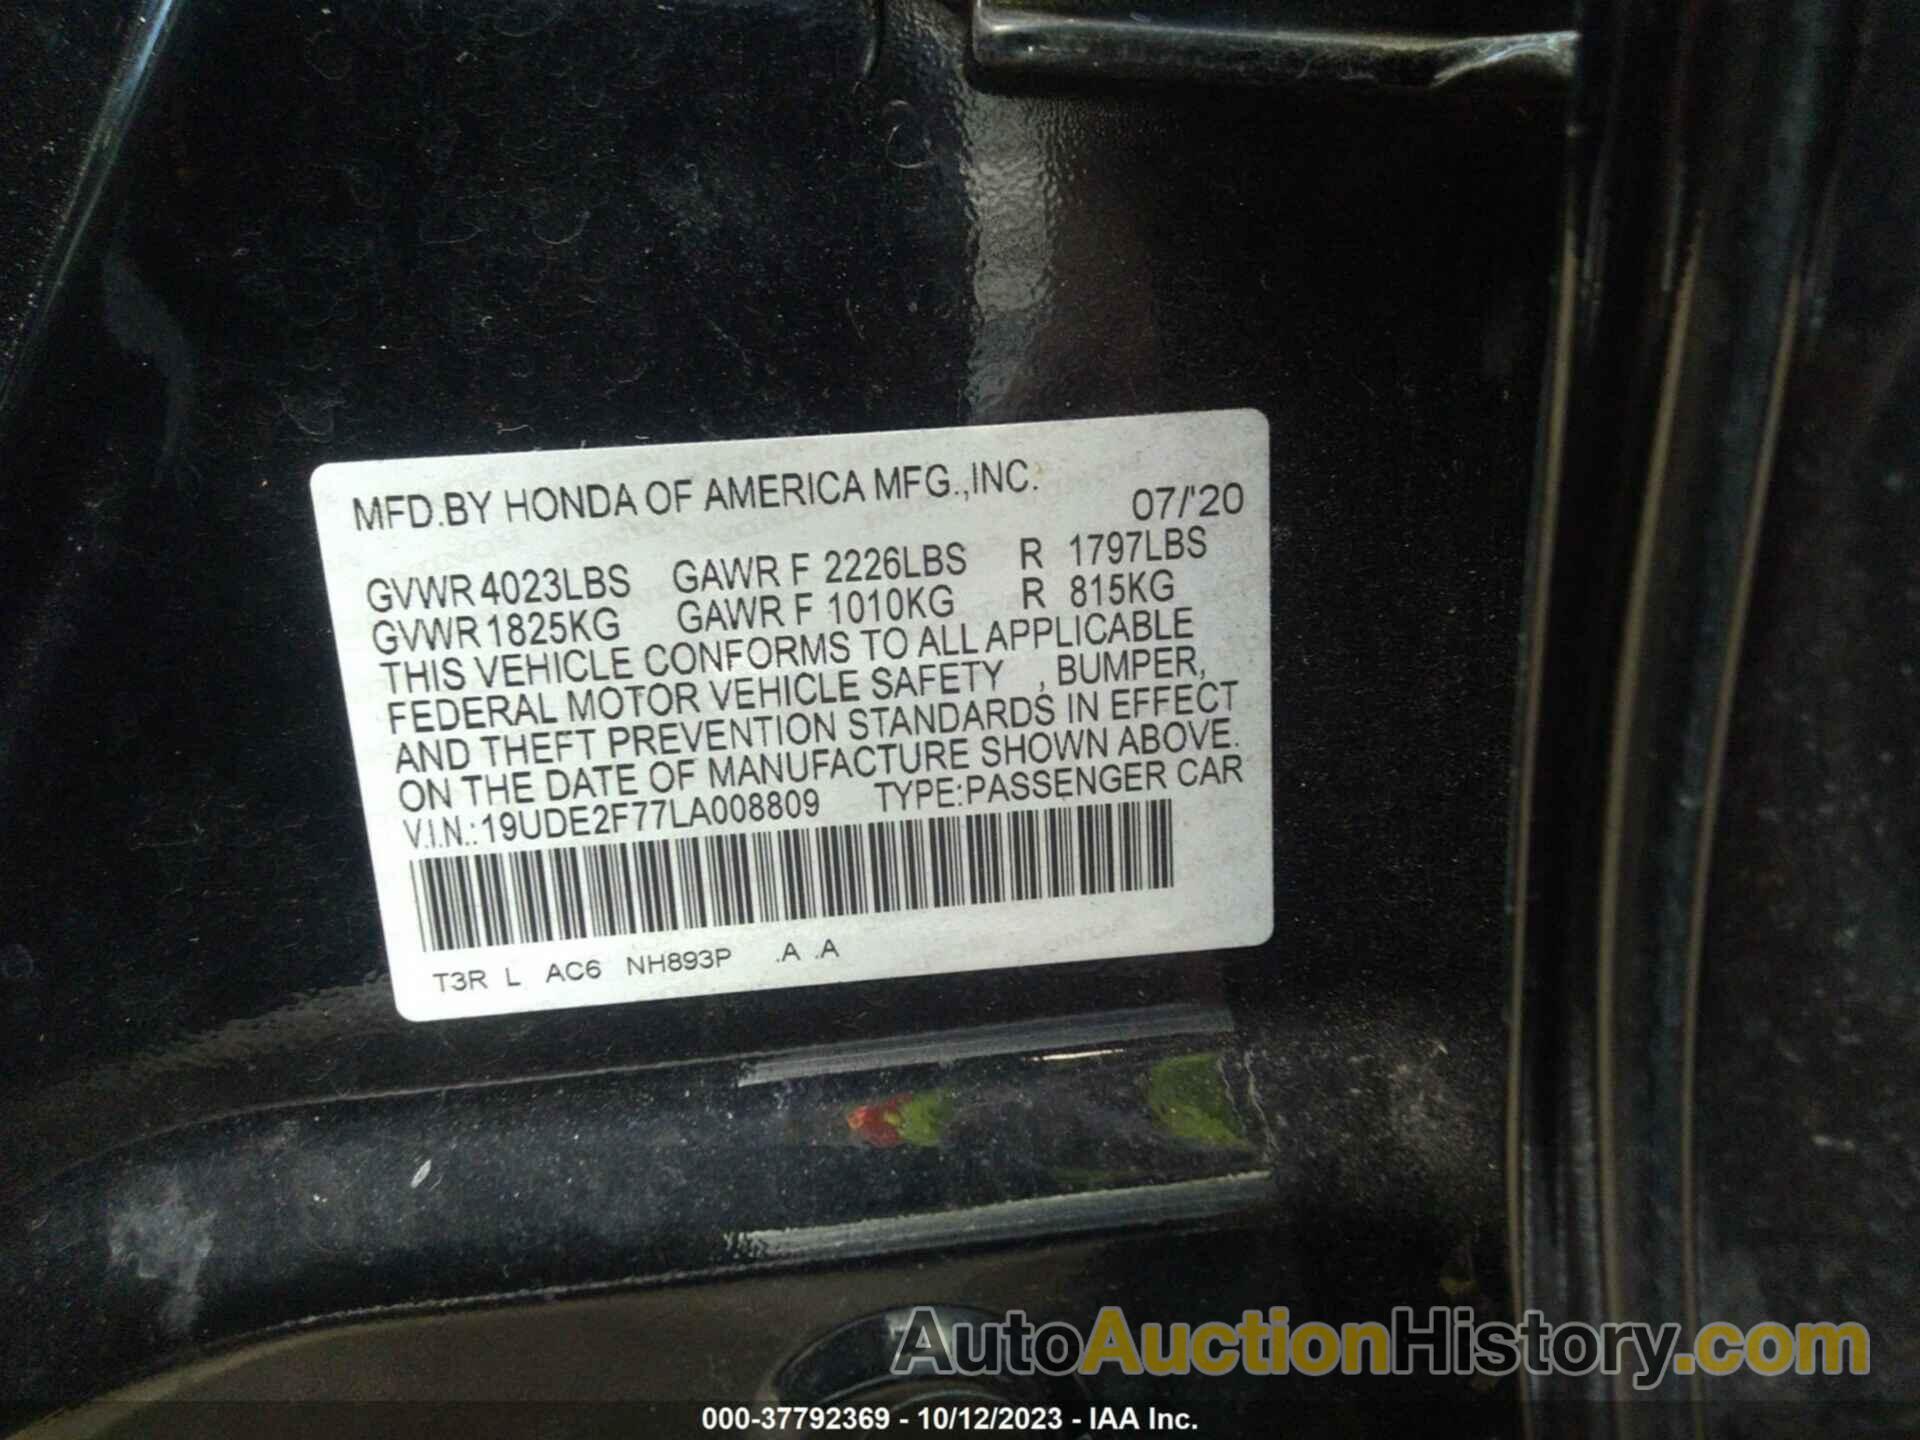 MFD.BY HONDA OF AMERICA MFG.,INC. 07/'20
GVWR 4023LBS GAWR F 2226LBS R 1797LBS
GVWR 1825KG GAWR F 1010KG R 815KG
THIS VEHICLE CONFORMS TO ALL APPLICABLE
FEDERAL MOTOR VEHICLE SAFETY , BUMPER,
AND THEFT PREVENTION STANDARDS IN EFFECT
ON THE DATE OF MANUFACTURE SHOWN ABOVE.
V.I.N.:19UDE2F77LA008809 TYPE:PASSENGER CAR
T3R L AC6 NH893P .A .A
AutoAuctionHistory.com
000-37792369 - 10/12/2023 - IAA Inc.